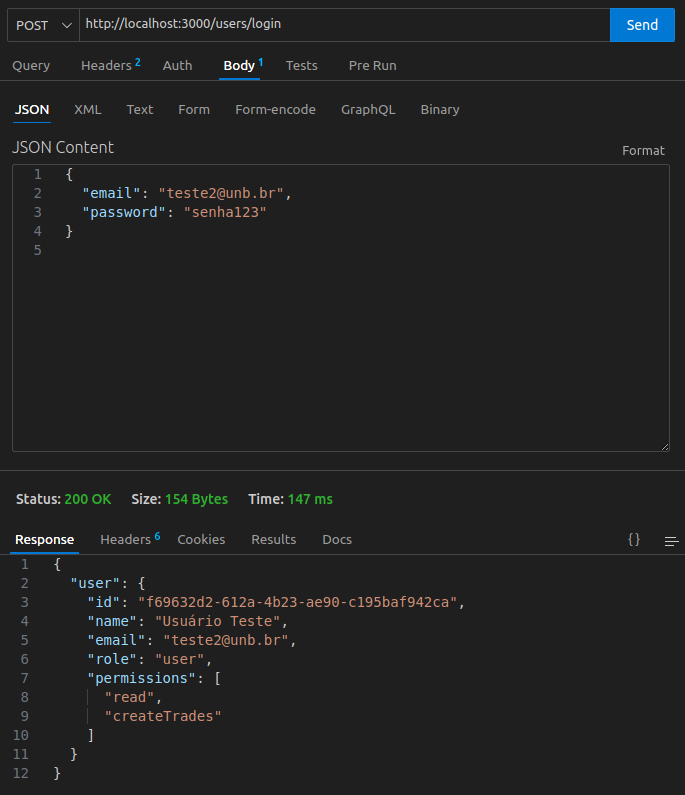 POST http://localhost:3000/users/login Send
Query Headers 2 Auth Body 1 Tests Pre Run
JSON XML Text Form Form-encode GraphQL Binary
JSON Content Format
1 {
2 "email": "teste2@unb.br",
3 "password": "senha123"
4 }
5
Status: 200 OK Size: 154 Bytes Time: 147 ms
Response Headers 6 Cookies Results Docs {}
1 {
2 "user": {
3 "id": "f69632d2-612a-4b23-ae90-c195baf942ca",
4 "name": "Usuário Teste",
5 "email": "teste2@unb.br",
6 "role": "user",
7 "permissions": [
8 "read",
9 "createTrades"
10 ]
11 }
12 }